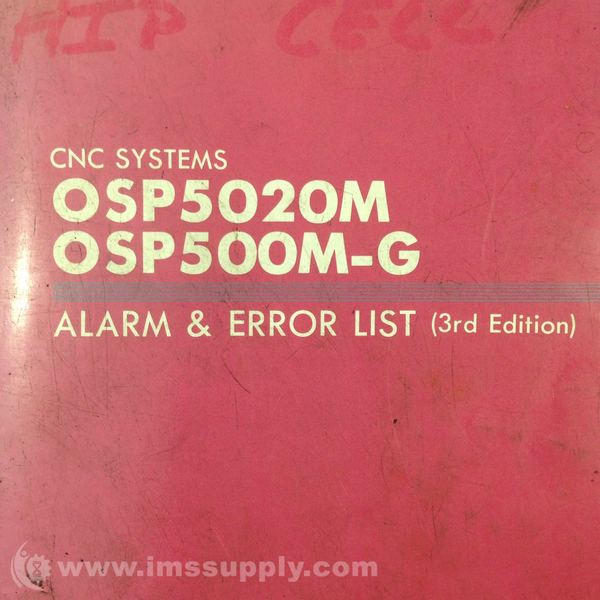 HIP CELL
CNC SYSTEMS
OSP5020M
OSP500M-G
ALARM & ERROR LIST (3rd Edition)
www.imssupply.com